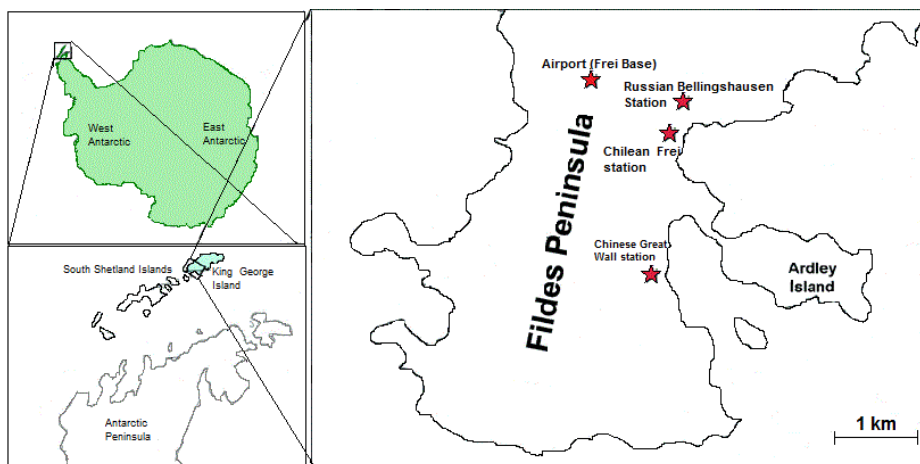 West
Antarctic
East
Antarctic
South Shetland Islands
King George
Island
Antarctic
Peninsula
Airport (Frei Base)
Russian Bellingshausen
Station
Chilean Frei
station
Fildes Peninsula
Chinese Great
Wall station
Ardley
Island
1 km